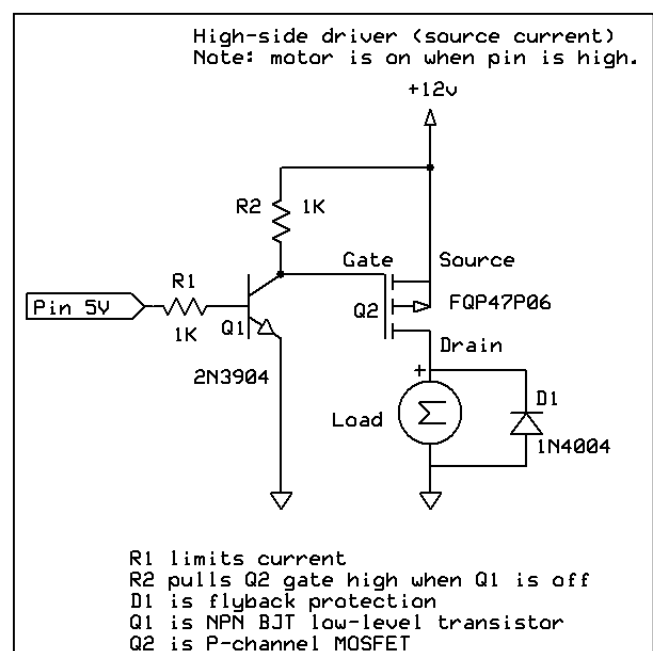 High-side driver (source current)
Note: motor is on when pin is high.
+12v
R2 1K
Gate Source
R1
Pin 5V
1K
Q1
Q2
FQP47P06
Drain
2N3904
+
D1
Load
Σ
1N4004
R1 limits current
R2 pulls Q2 gate high when Q1 is off
D1 is flyback protection
Q1 is NPN BJT low-level transistor
Q2 is P-channel MOSFET